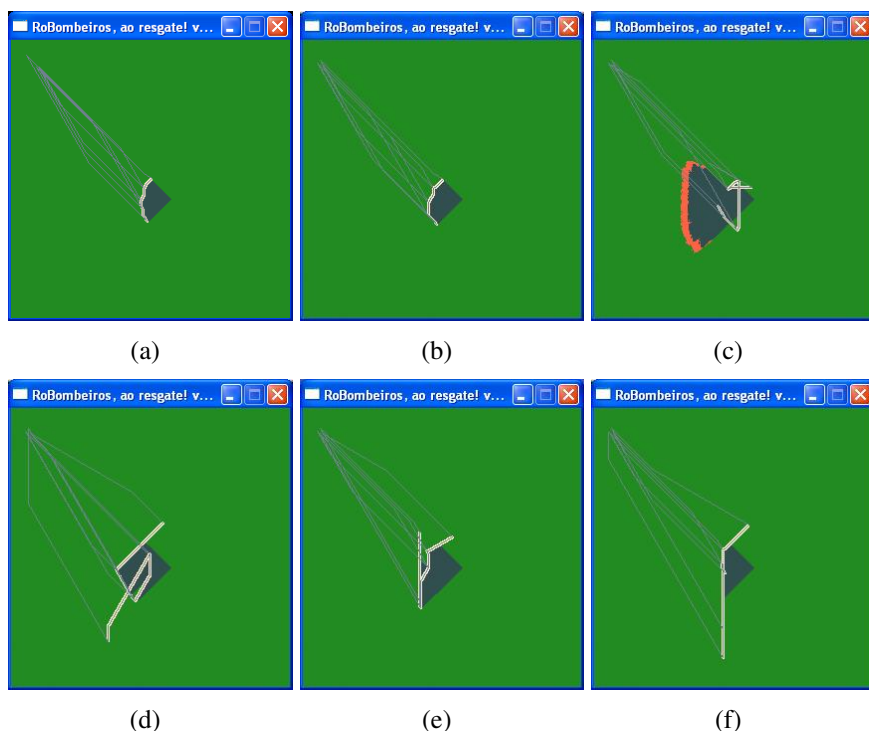 RoBombeiros, ao resgate! v...
RoBombeiros, ao resgate! v...
RoBombeiros, ao resgate! v...
(a)
(b)
(c)
RoBombeiros, ao resgate! v...
RoBombeiros, ao resgate! v...
RoBombeiros, ao resgate! v...
(d)
(e)
(f)